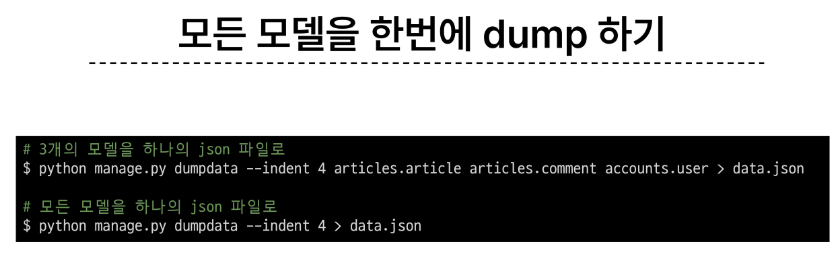 모든 모델을 한번에 dump 하기
# 3개의 모델을 하나의 json 파일로
$ python manage.py dumpdata --indent 4 articles.article articles.comment accounts.user > data.json
# 모든 모델을 하나의 json 파일로
$ python manage.py dumpdata --indent 4 > data.json